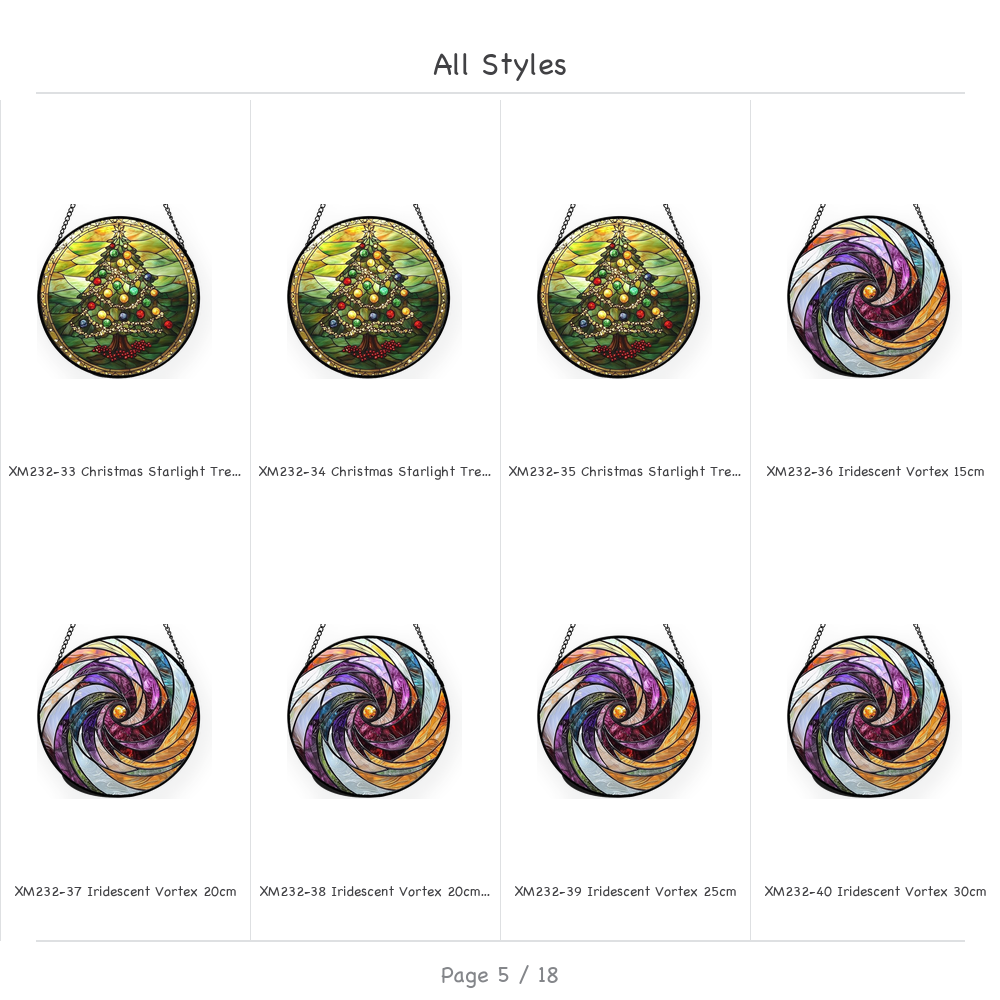 All Styles
XM232-33 Christmas Starlight Tre...
XM232-34 Christmas Starlight Tre...
XM232-35 Christmas Starlight Tre...
XM232-36 Iridescent Vortex 15cm
XM232-37 Iridescent Vortex 20cm
XM232-38 Iridescent Vortex 20cm...
XM232-39 Iridescent Vortex 25cm
XM232-40 Iridescent Vortex 30cm
Page 5 / 18